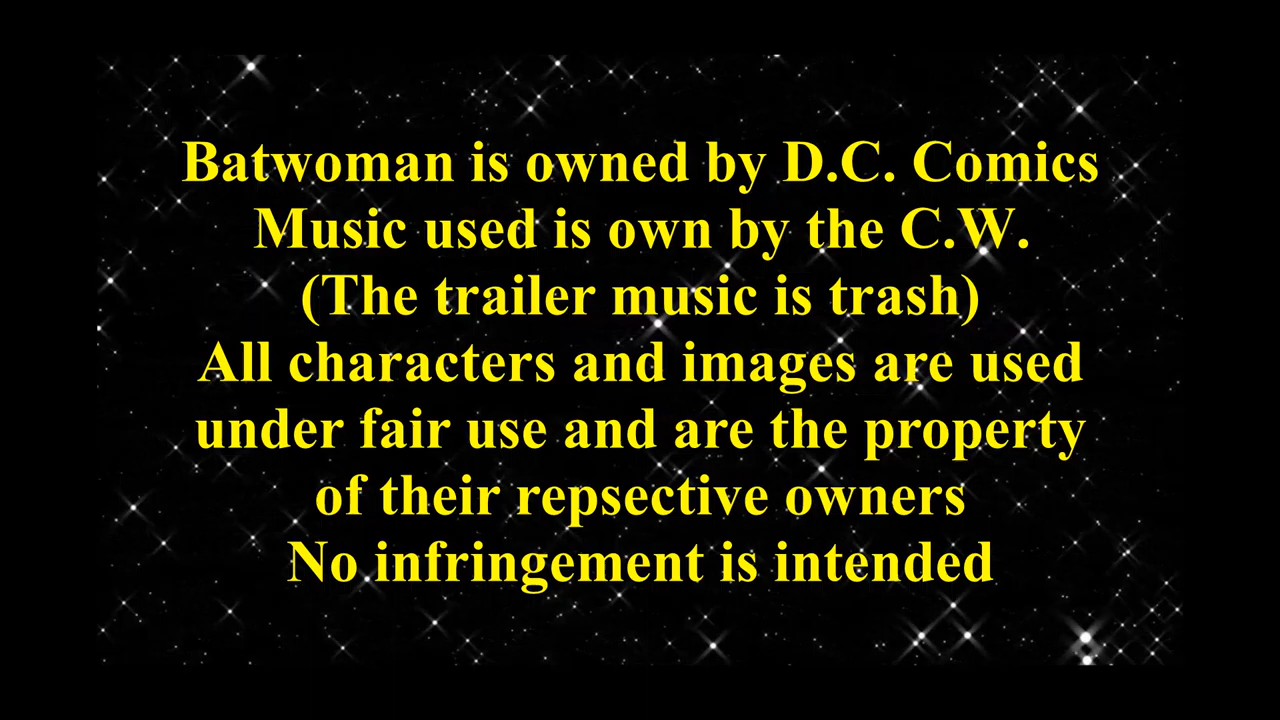 Batwoman is owned by D.C. Comics
Music used is own by the C.W.
(The trailer music is trash)
All characters and images are used
under fair use and are the property
of their repsective owners
No infringement is intended